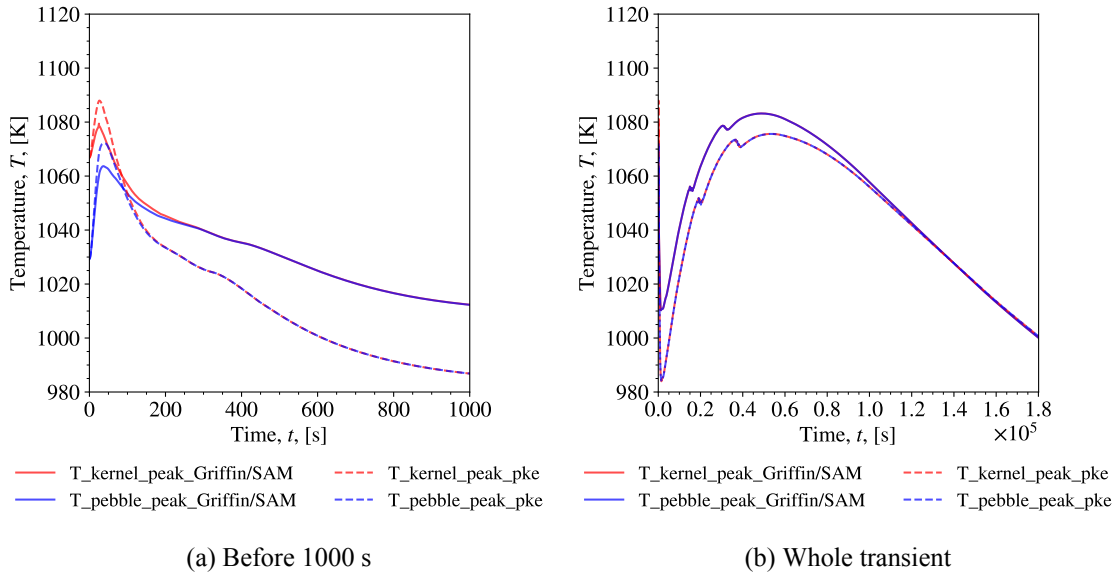 1120
1100
1080
1060
1040
1020
1000
980
Temperature, T, [K]
0 200 400 600 800 1000
Time, t, [s]
T_kernel_peak_Griffin/SAM T_kernel_peak_pke
T_pebble_peak_Griffin/SAM T_pebble_peak_pke
(a) Before 1000 s
1120
1100
1080
1060
1040
1020
1000
980
Temperature, T, [K]
0.0 0.2 0.4 0.6 0.8 1.0 1.2 1.4 1.6 1.8
Time, t, [s] ×10⁵
T_kernel_peak_Griffin/SAM T_kernel_peak_pke
T_pebble_peak_Griffin/SAM T_pebble_peak_pke
(b) Whole transient